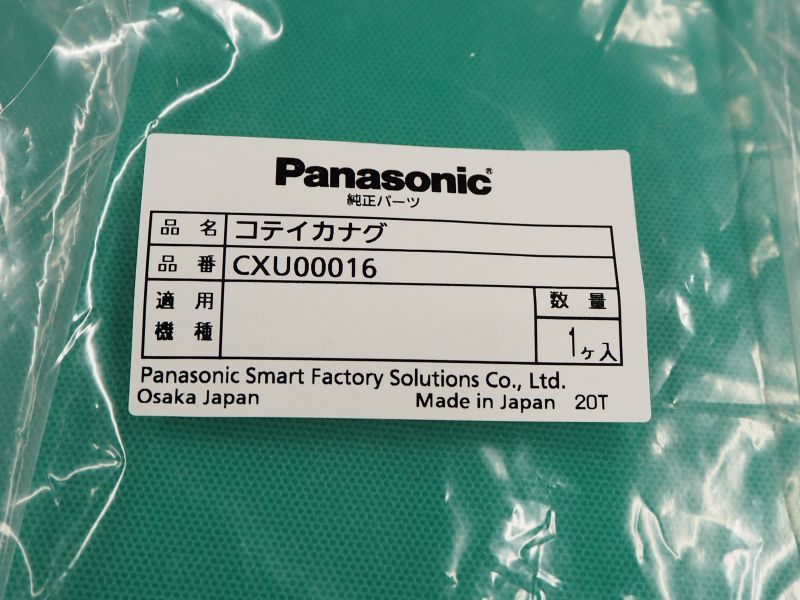 Panasonic®
純正パーツ
品名 コテイカナグ
品番 CXU00016
適用 数量
機種 1ヶ入
Panasonic Smart Factory Solutions Co., Ltd.
Osaka Japan Made in Japan 20T